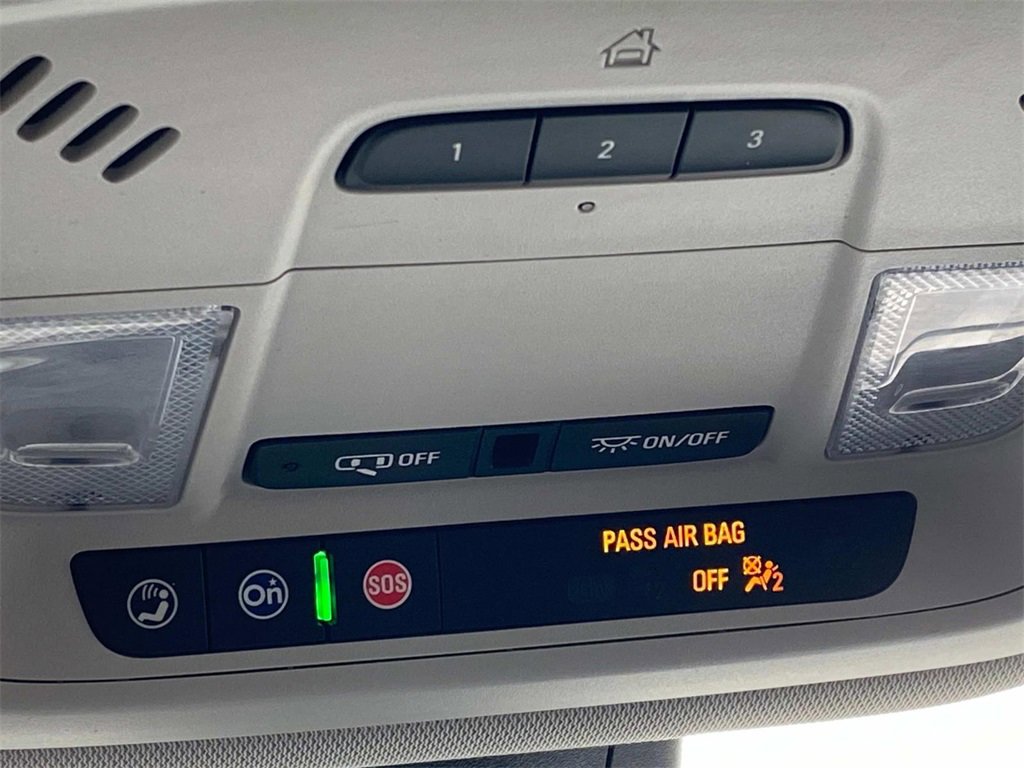 1 2 3
OFF ON/OFF
PASS AIR BAG
On SOS OFF 2